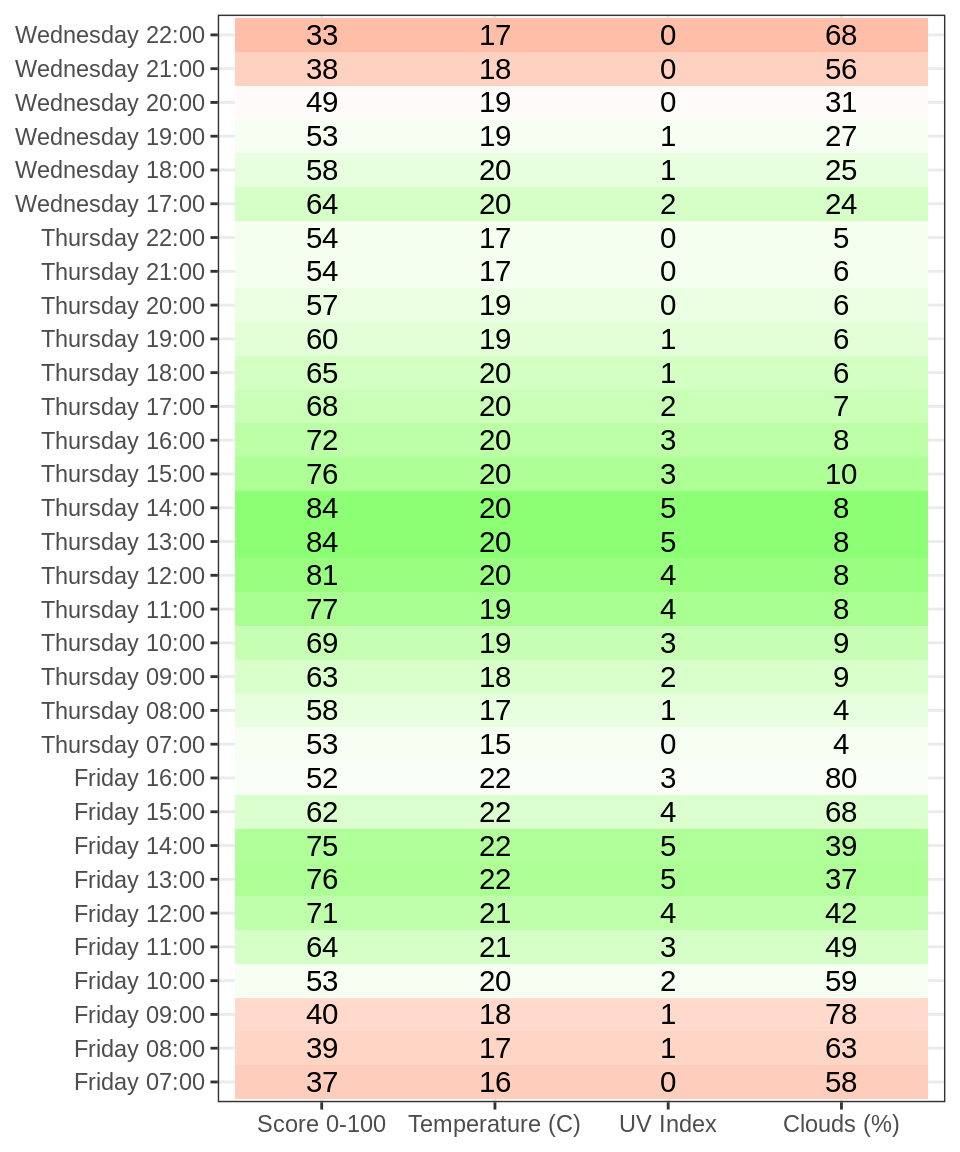 Wednesday 22:00 33 17 0 68
Wednesday 21:00 38 18 0 56
Wednesday 20:00 49 19 0 31
Wednesday 19:00 53 19 1 27
Wednesday 18:00 58 20 1 25
Wednesday 17:00 64 20 2 24
Thursday 22:00 54 17 0 5
Thursday 21:00 54 17 0 6
Thursday 20:00 57 19 0 6
Thursday 19:00 60 19 1 6
Thursday 18:00 65 20 1 6
Thursday 17:00 68 20 2 7
Thursday 16:00 72 20 3 8
Thursday 15:00 76 20 3 10
Thursday 14:00 84 20 5 8
Thursday 13:00 84 20 5 8
Thursday 12:00 81 20 4 8
Thursday 11:00 77 19 4 8
Thursday 10:00 69 19 3 9
Thursday 09:00 63 18 2 9
Thursday 08:00 58 17 1 4
Thursday 07:00 53 15 0 4
Friday 16:00 52 22 3 80
Friday 15:00 62 22 4 68
Friday 14:00 75 22 5 39
Friday 13:00 76 22 5 37
Friday 12:00 71 21 4 42
Friday 11:00 64 21 3 49
Friday 10:00 53 20 2 59
Friday 09:00 40 18 1 78
Friday 08:00 39 17 1 63
Friday 07:00 37 16 0 58
Score 0-100 Temperature (C) UV Index Clouds (%)